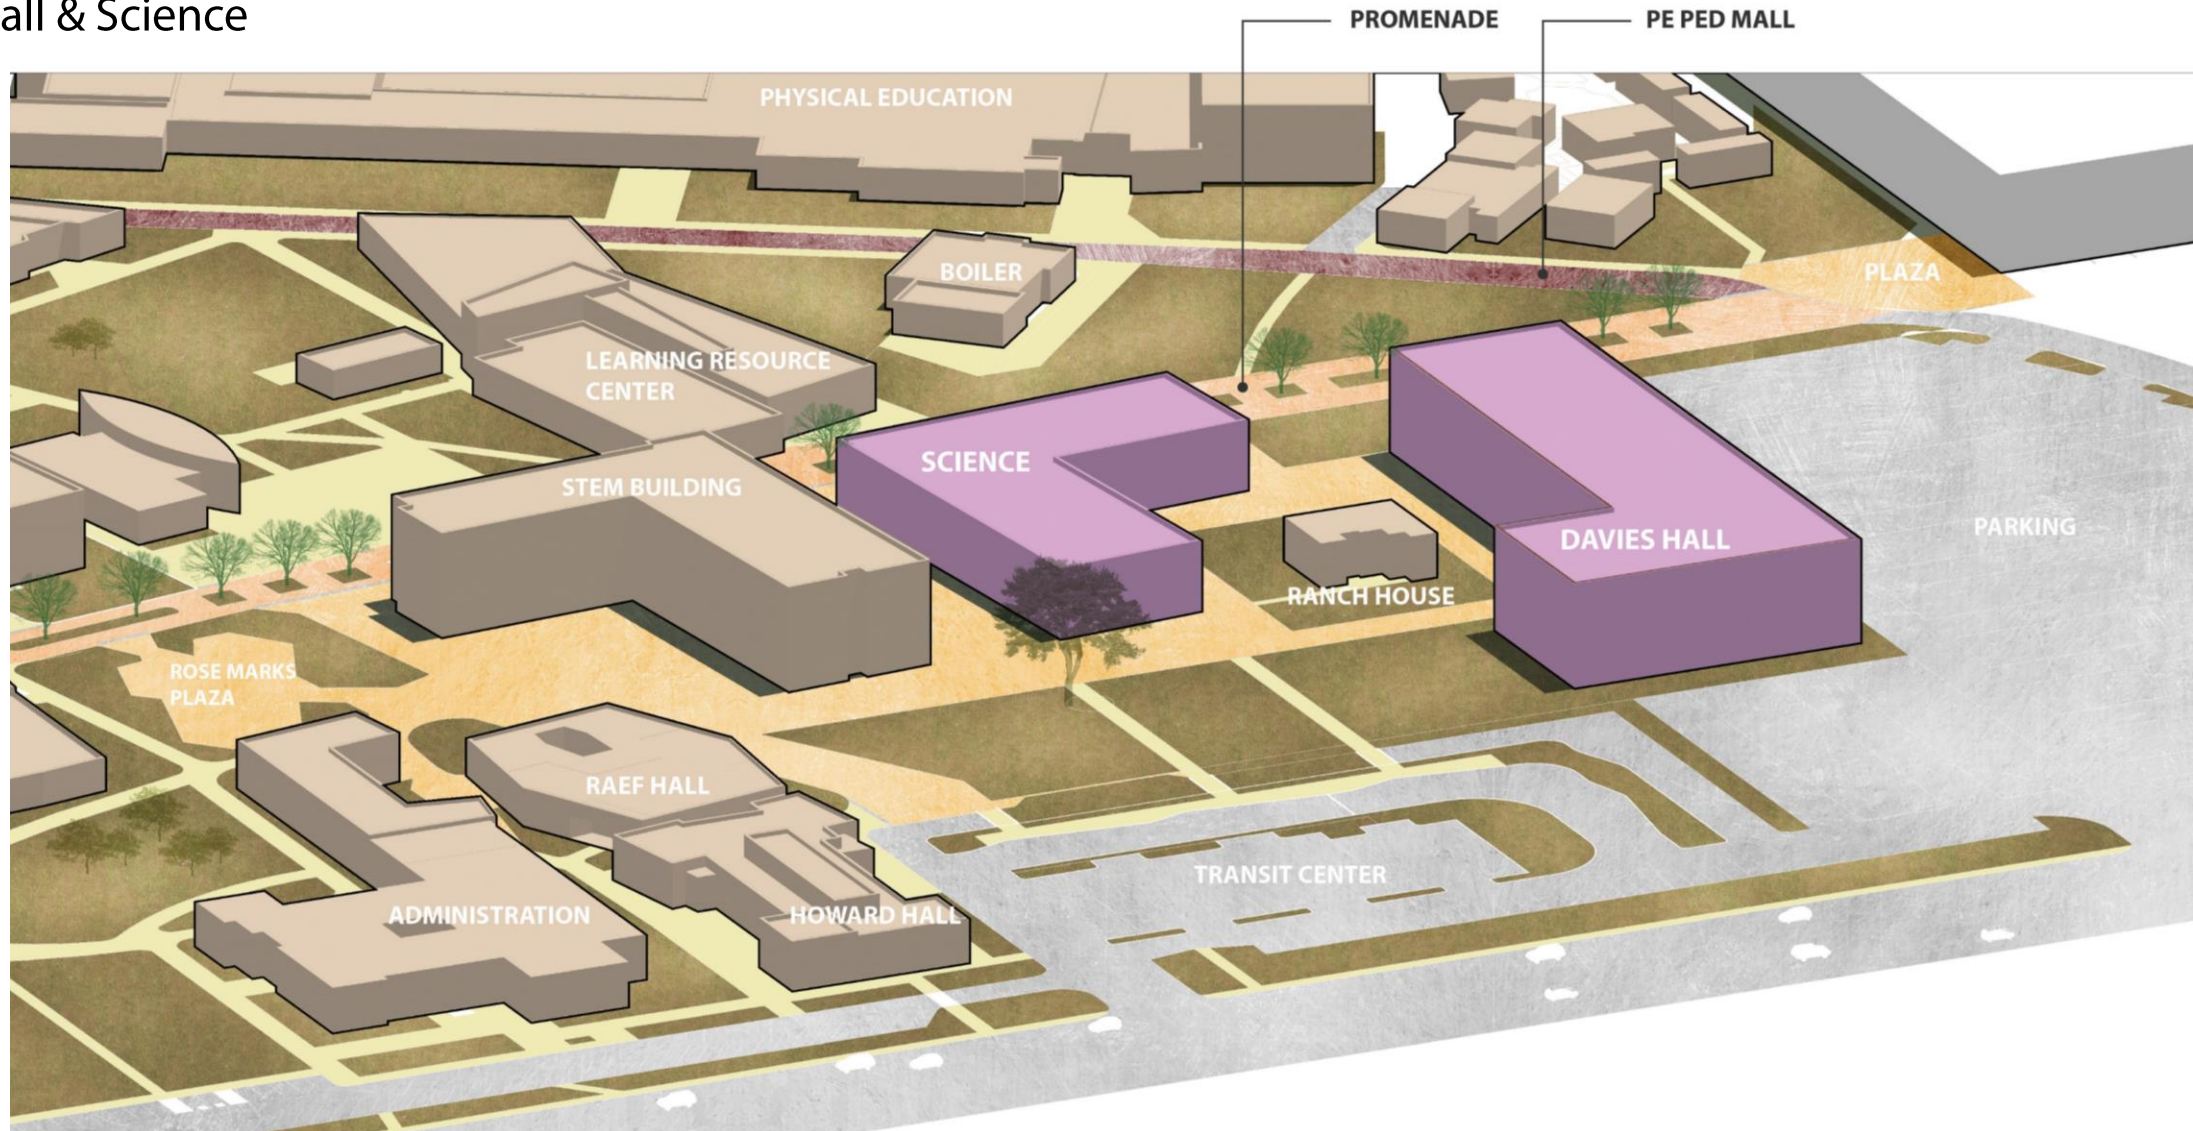 all & Science
PROMENADE
PE PED MALL
PHYSICAL EDUCATION
BOILER
PLAZA
LEARNING RESOURCE
CENTER
SCIENCE
STEM BUILDING
DAVIES HALL
PARKING
RANCH HOUSE
ROSE MARKS
PLAZA
RAEF HALL
TRANSIT CENTER
ADMINISTRATION
HOWARD HALL